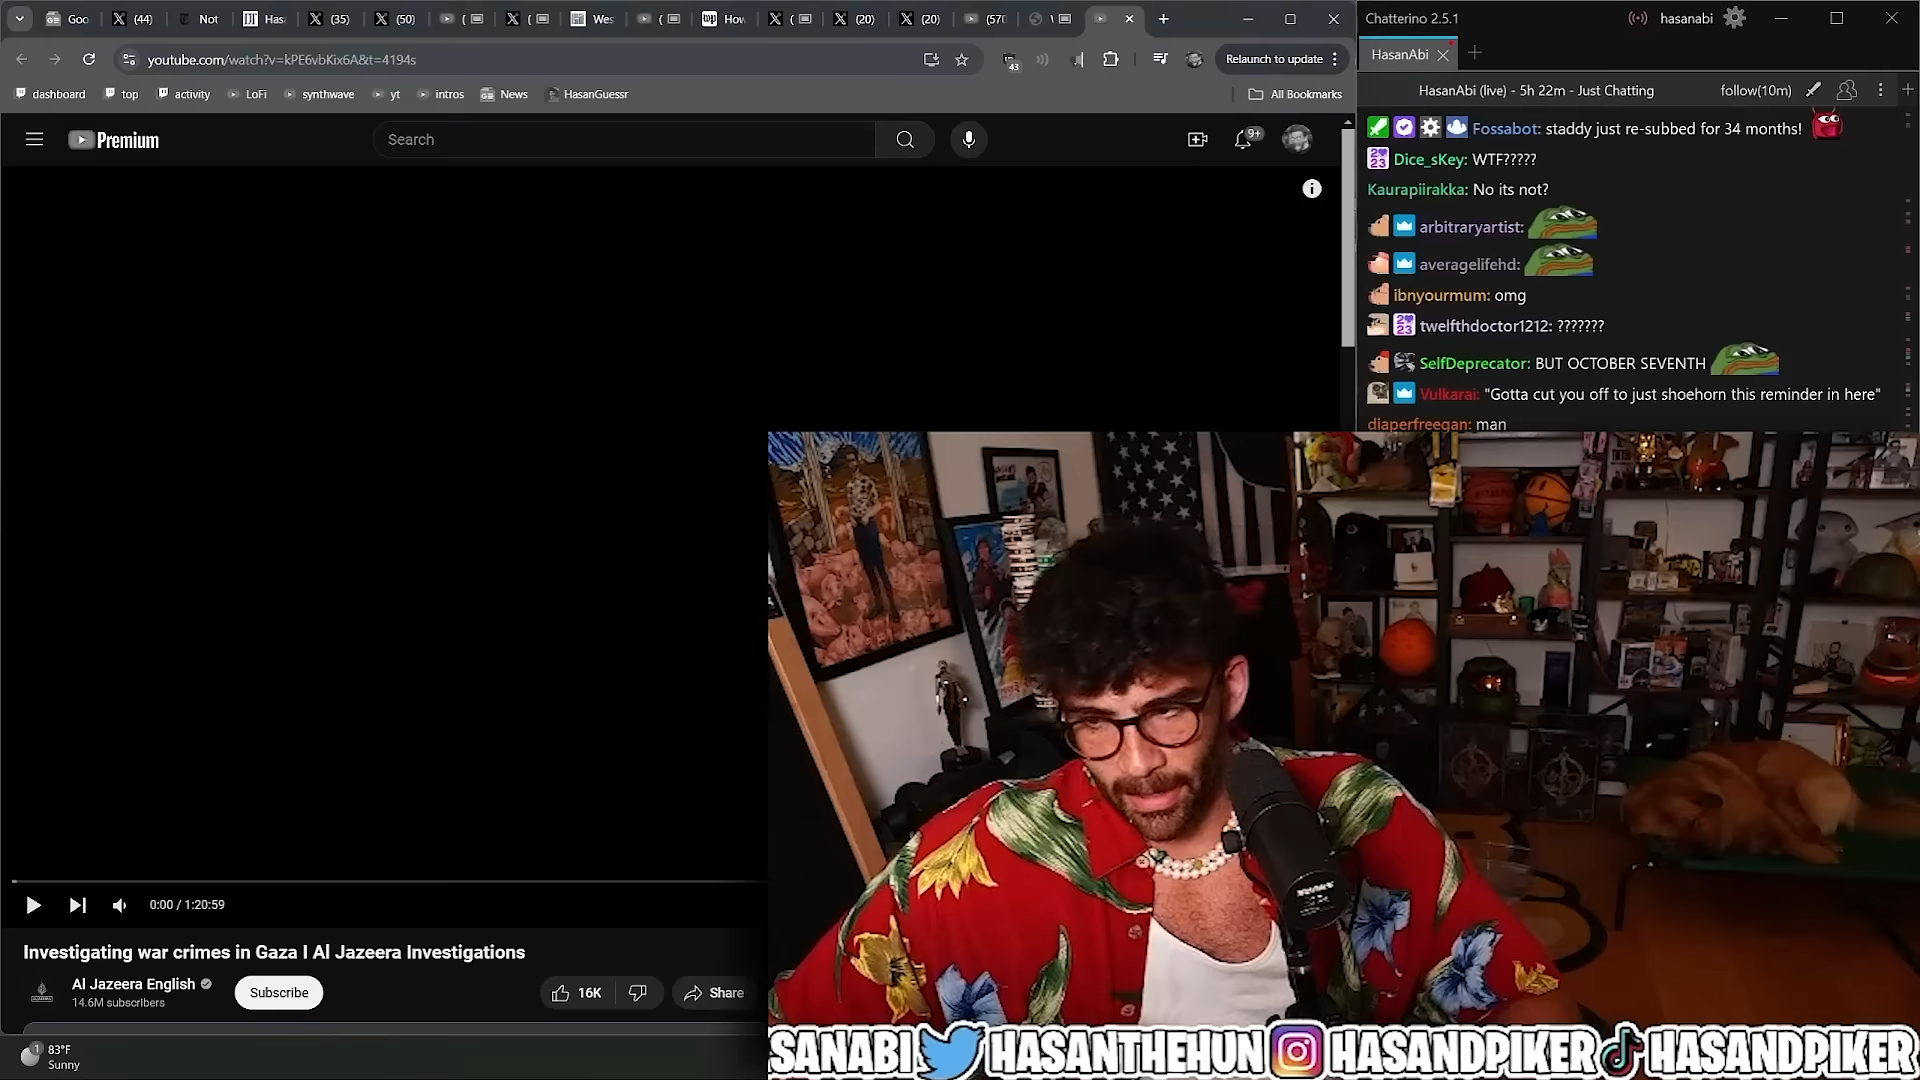 Goo
(44)
Not
Has
(35)
(50)
(
(
Wes
(
How
(
(20)
(20)
(570
(
youtube.com/watch?v=kPE6vbKix6A&t=4194s
43
Relaunch to update
dashboard
top
activity
LoFi
synthwave
yt
intros
News
HasanGuessr
All Bookmarks
Premium
Search
9+
0:00 / 1:20:59
Investigating war crimes in Gaza I Al Jazeera Investigations
Al Jazeera English
14.6M subscribers
Subscribe
16K
Share
1
83°F
Sunny
Chatterino 2.5.1
hasanabi
HasanAbi
HasanAbi (live) - 5h 22m - Just Chatting
follow(10m)
Fossabot: staddy just re-subbed for 34 months!
Dice_sKey: WTF?????
Kaurapiirakka: No its not?
arbitraryartist:
averagelifehd:
ibnyourmum: omg
twelfthdoctor1212: ???????
SelfDeprecator: BUT OCTOBER SEVENTH
Vulkarai: "Gotta cut you off to just shoehorn this reminder in here"
diaperfreegan: man
SANABI HASANTHEHUN HASANDPIKER HASANDPIKER